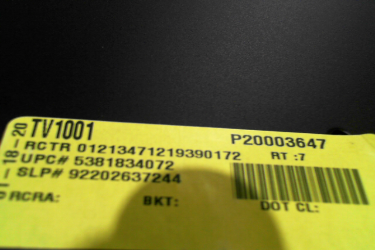 TV1001 P20003647
RCTR 01213471219390172 RT :7
UPC# 5381834072
SLP# 92202637244
RCRA: BKT: DOT CL:
18 - 20